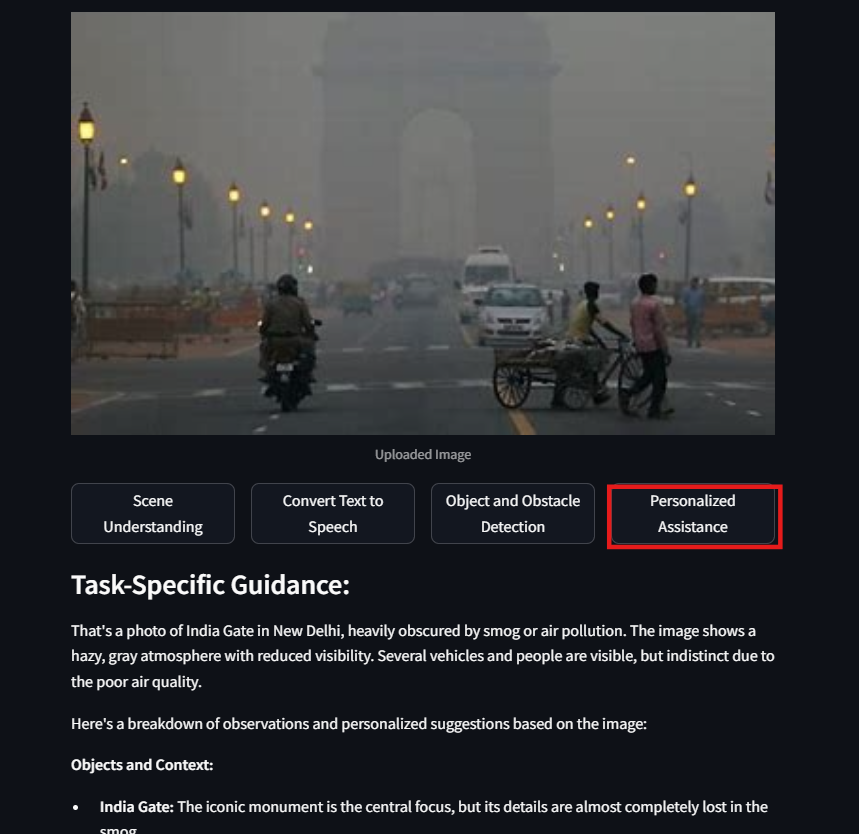 Uploaded Image
Scene
Understanding
Convert Text to
Speech
Object and Obstacle
Detection
Personalized
Assistance
Task-Specific Guidance:
That's a photo of India Gate in New Delhi, heavily obscured by smog or air pollution. The image shows a
hazy, gray atmosphere with reduced visibility. Several vehicles and people are visible, but indistinct due to
the poor air quality.
Here's a breakdown of observations and personalized suggestions based on the image:
Objects and Context:
• India Gate: The iconic monument is the central focus, but its details are almost completely lost in the
smog.